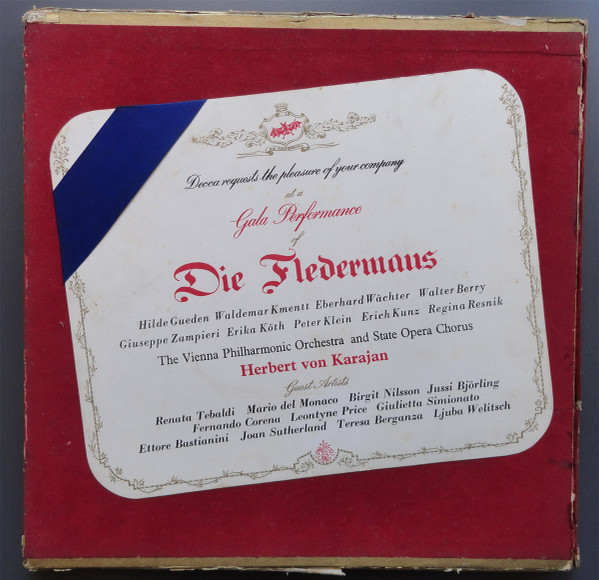 Decca requests the pleasure of your company
at a
Gala Performance
of
Die Fledermaus
Hilde Gueden Waldemar Kmentt Eberhard Wächter Walter Berry
Giuseppe Zampieri Erika Köth Peter Klein Erich Kunz Regina Resnik
The Vienna Philharmonic Orchestra and State Opera Chorus
Herbert von Karajan
Guest Artists
Renata Tebaldi Mario del Monaco Birgit Nilsson Jussi Björling
Fernando Corena Leontyne Price Giulietta Simionato
Ettore Bastianini Joan Sutherland Teresa Berganza Ljuba Welitsch